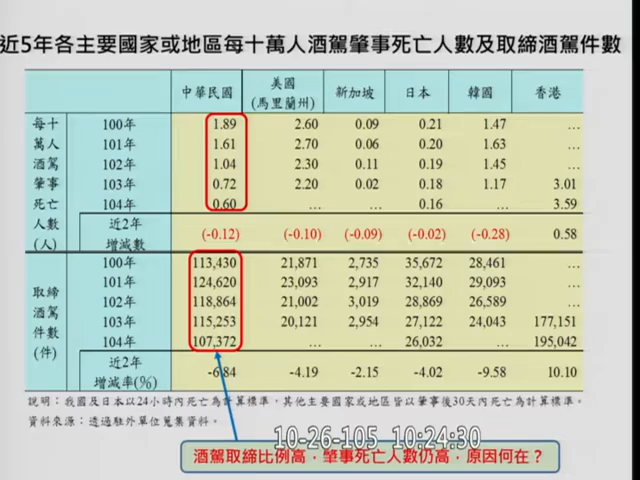 近5年各主要國家或地區每十萬人酒駕肇事死亡人數及取締酒駕件數
中華民國 美國(馬里蘭州) 新加坡 日本 韓國 香港
每十萬人酒駕肇事死亡人數(人)
100年 1.89 2.60 0.09 0.21 1.47 …
101年 1.61 2.70 0.06 0.20 1.63 …
102年 1.04 2.30 0.11 0.19 1.45 …
103年 0.72 2.20 0.02 0.18 1.17 3.01
104年 0.60 … … 0.16 … 3.59
近2年增減數 (-0.12) (-0.10) (-0.09) (-0.02) (-0.28) 0.58
取締酒駕件數(件)
100年 113,430 21,871 2,735 35,672 28,461 …
101年 124,620 23,093 2,917 32,140 29,093 …
102年 118,864 21,002 3,019 28,869 26,589 …
103年 115,253 20,121 2,954 27,122 24,043 177,151
104年 107,372 … … 26,032 … 195,042
近2年增減率(%) -6.84 -4.19 -2.15 -4.02 -9.58 10.10
說明：我國及日本以24小時內死亡為計算標準，其他主要國家或地區皆以肇事後30天內死亡為計算標準。
資料來源：透過駐外單位蒐集資料。
10-26-105 10:24:30
酒駕取締比例高，肇事死亡人數仍高，原因何在？